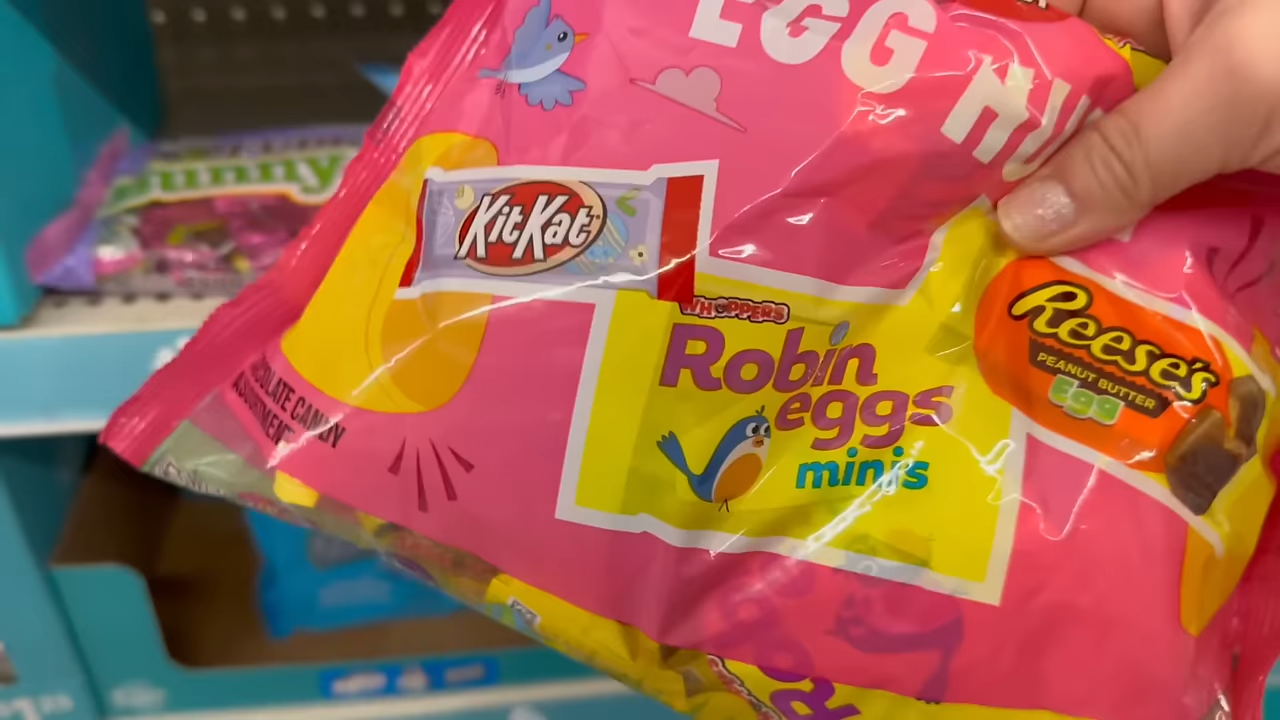 EGG HU
KitKat
WHOPPERS
Robin
eggs
minis
Reese's
PEANUT BUTTER
Egg
CHOCOLATE CANDY
ASSORTMENT
Bunny